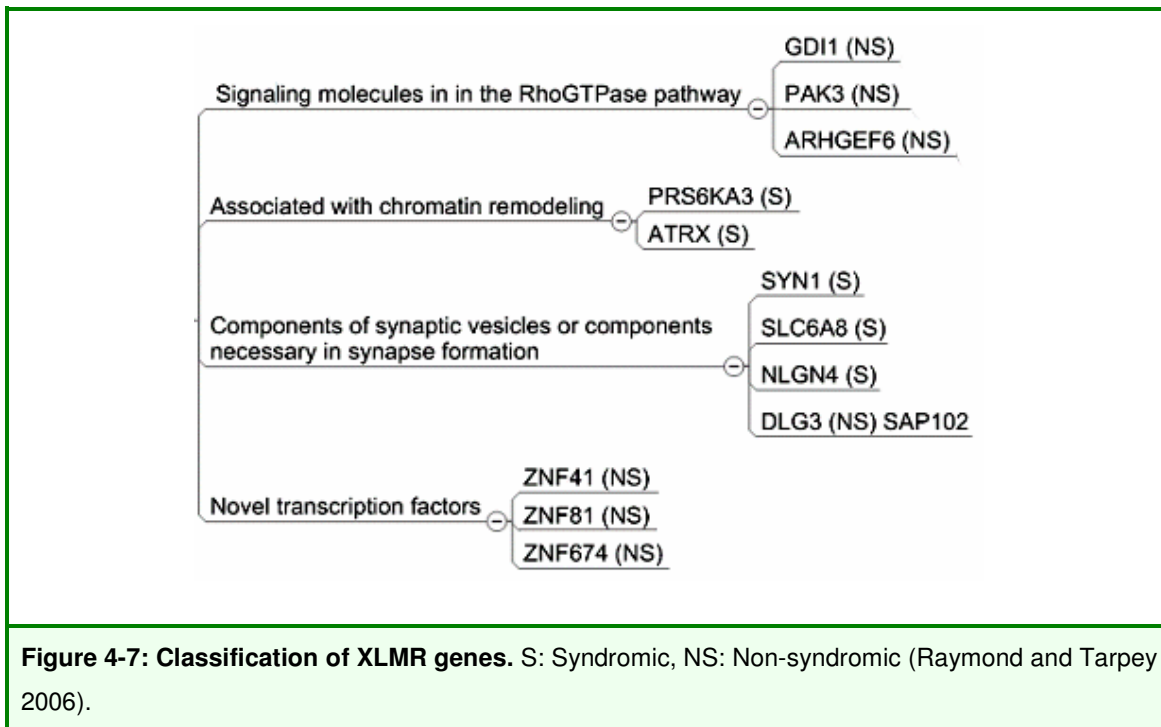 Signaling molecules in in the RhoGTPase pathway
GDI1 (NS)
PAK3 (NS)
ARHGEF6 (NS)
Associated with chromatin remodeling
PRS6KA3 (S)
ATRX (S)
Components of synaptic vesicles or components
necessary in synapse formation
SYN1 (S)
SLC6A8 (S)
NLGN4 (S)
DLG3 (NS) SAP102
Novel transcription factors
ZNF41 (NS)
ZNF81 (NS)
ZNF674 (NS)
Figure 4-7: Classification of XLMR genes. S: Syndromic, NS: Non-syndromic (Raymond and Tarpey
2006).